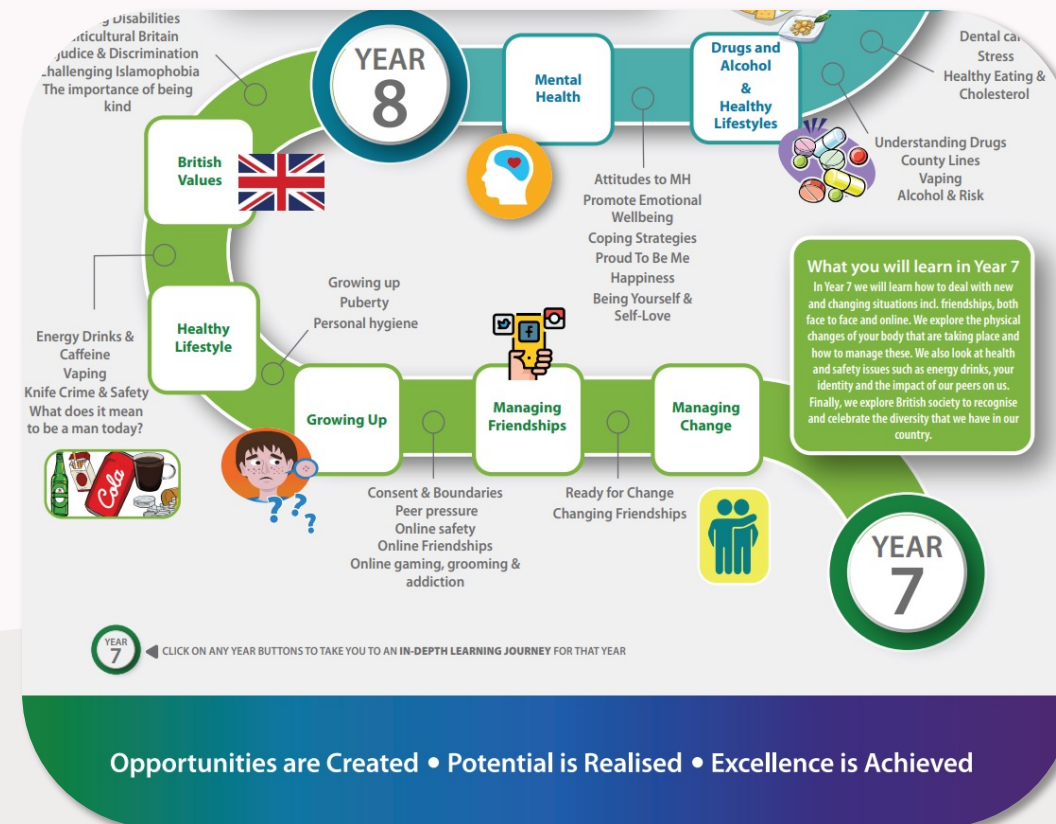 Disabilities
Multicultural Britain
& Discrimination
Challenging Islamophobia
The importance of being
kind
YEAR
8
Mental
Health
Drugs and
Alcohol
&
Healthy
Lifestyles
Dental
Stress
Healthy Eating &
Cholesterol
British
Values
Attitudes to MH
Promote Emotional
Wellbeing
Coping Strategies
Proud To Be Me
Happiness
Being Yourself &
Self-Love
Understanding Drugs
County Lines
Vaping
Alcohol & Risk
Energy Drinks &
Caffeine
Vaping
Knife Crime & Safety
What does it mean
to be a man today?
Healthy
Lifestyle
Growing up
Puberty
Personal hygiene
What you will learn in Year 7
In Year 7 we will learn how to deal with new
and changing situations incl. friendships, both
face to face and online. We explore the physical
changes of your body that are taking place and
how to manage these. We also look at health
and safety issues such as energy drinks, your
identity and the impact of our peers on us.
Finally, we explore British society to recognise
and celebrate the diversity that we have in our
country.
Cola
Growing Up
Managing
Friendships
Managing
Change
???
Consent & Boundaries
Peer pressure
Online safety
Online Friendships
Online gaming, grooming &
addiction
Ready for Change
Changing Friendships
YEAR
7
YEAR
7
CLICK ON ANY YEAR BUTTONS TO TAKE YOU TO AN IN-DEPTH LEARNING JOURNEY FOR THAT YEAR
Opportunities are Created • Potential is Realised • Excellence is Achieved